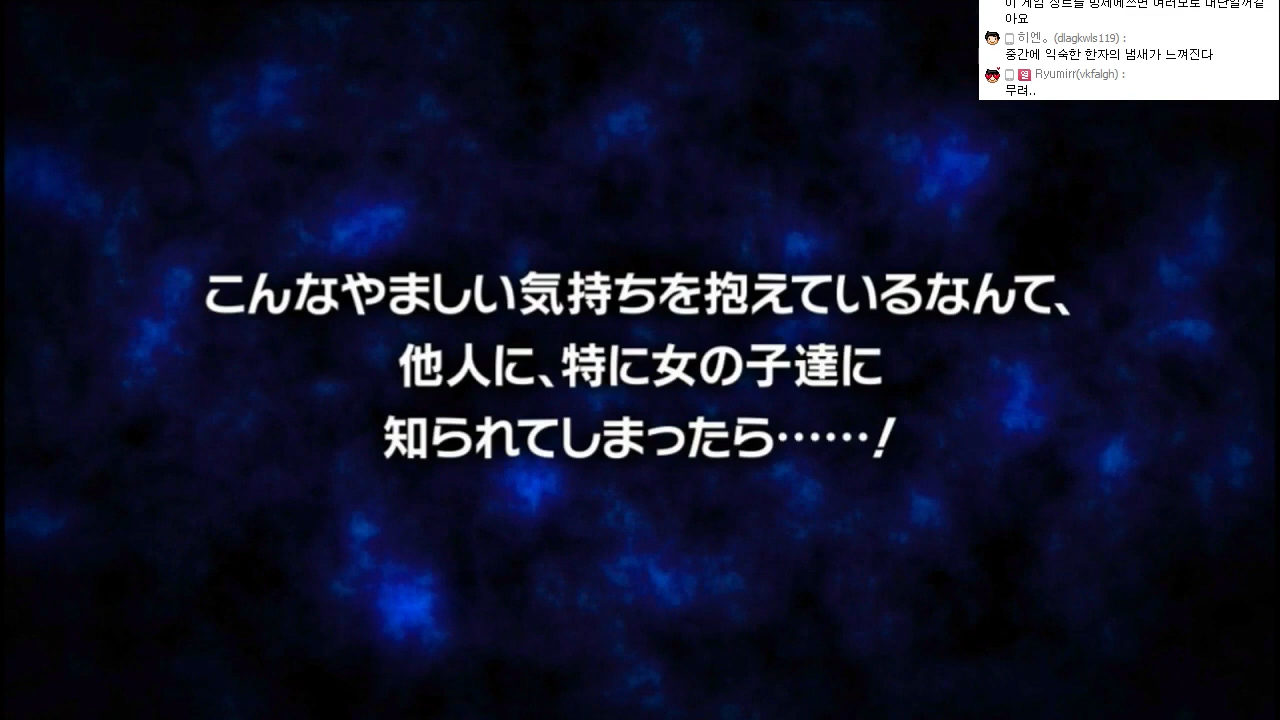 아요
히엔。(dlagkwls119) :
중간에 익숙한 한자의 냄새가 느껴진다
열 Ryumirr(vkfalgh) :
무려..
こんなやましい気持ちを抱えているなんて、
他人に、特に女の子達に
知られてしまったら……！